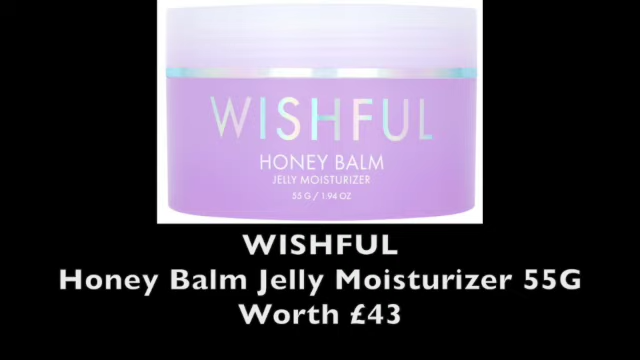 WISHFUL
HONEY BALM
JELLY MOISTURIZER
55 G / 1.94 OZ
WISHFUL
Honey Balm Jelly Moisturizer 55G
Worth £43